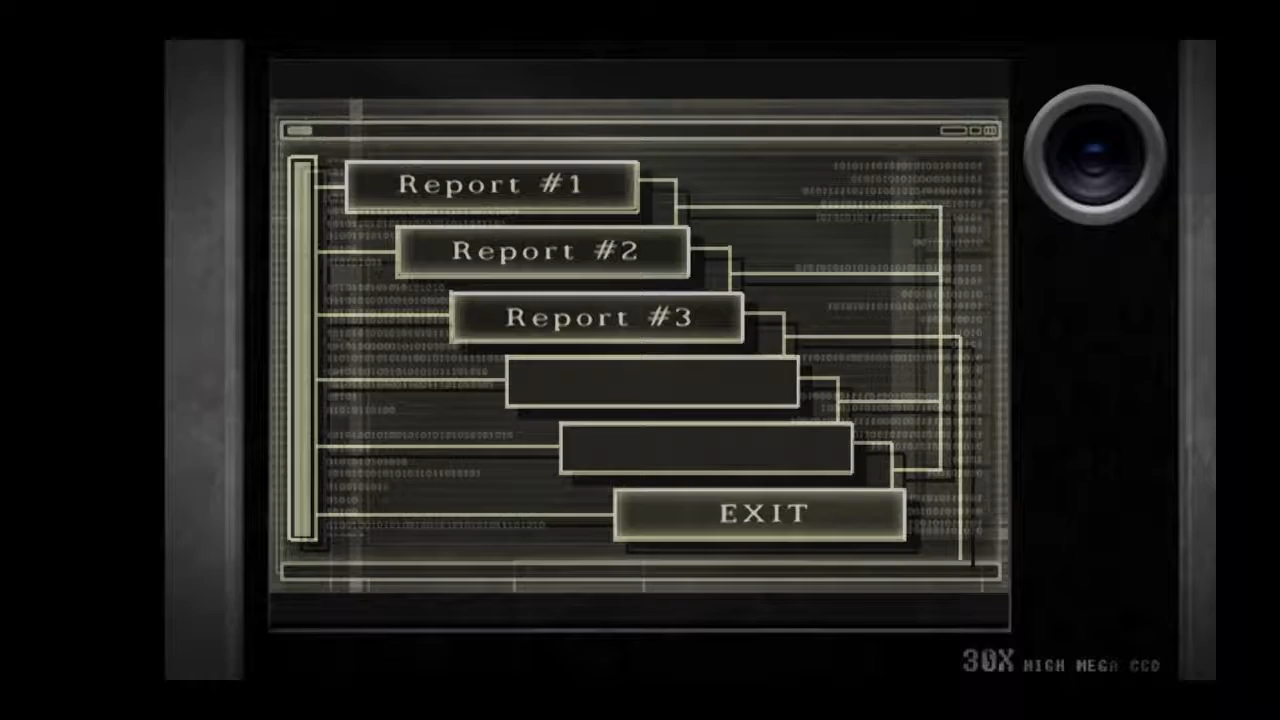 Report #1
Report #2
Report #3
EXIT
30X HIGH MEGA CCD